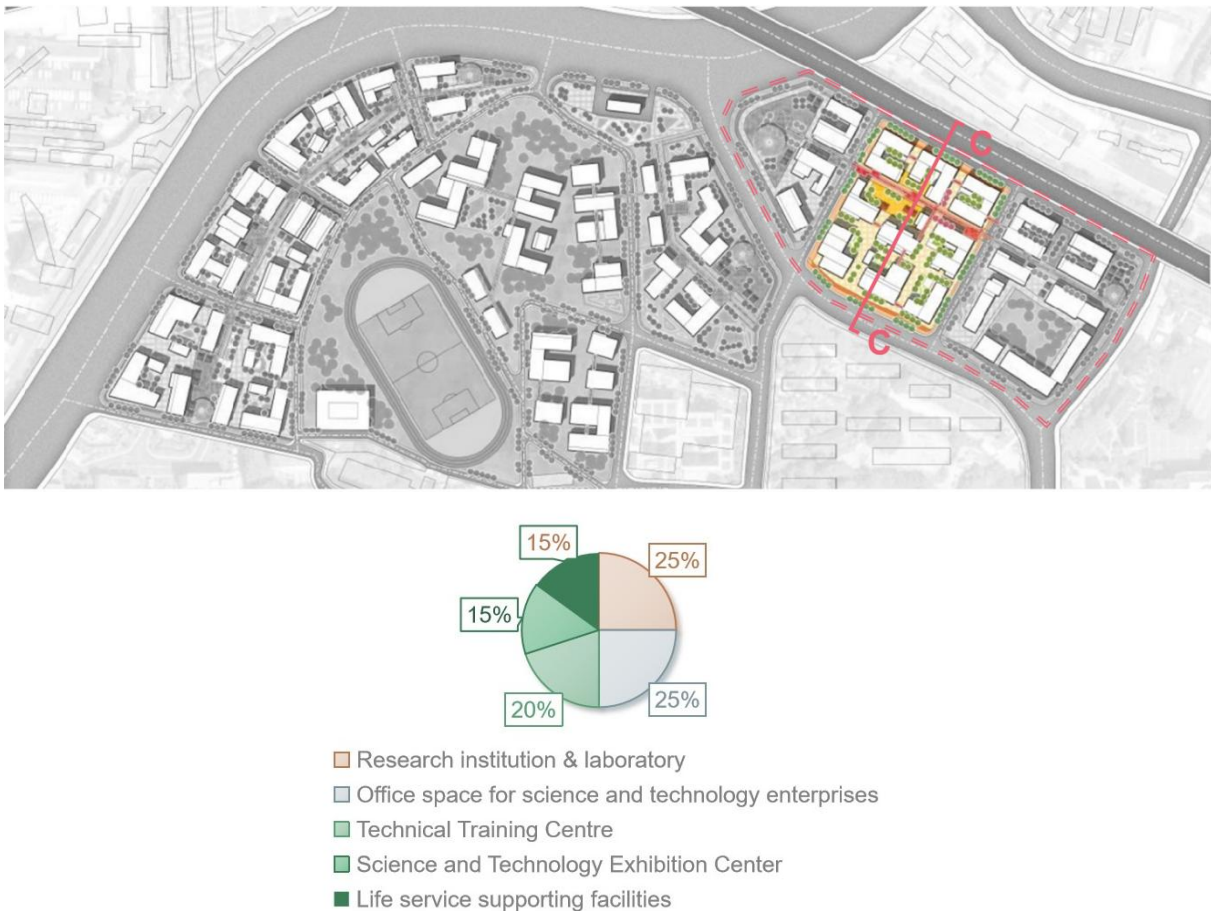 C
C
15%
25%
15%
20%
25%
Research institution & laboratory
Office space for science and technology enterprises
Technical Training Centre
Science and Technology Exhibition Center
Life service supporting facilities